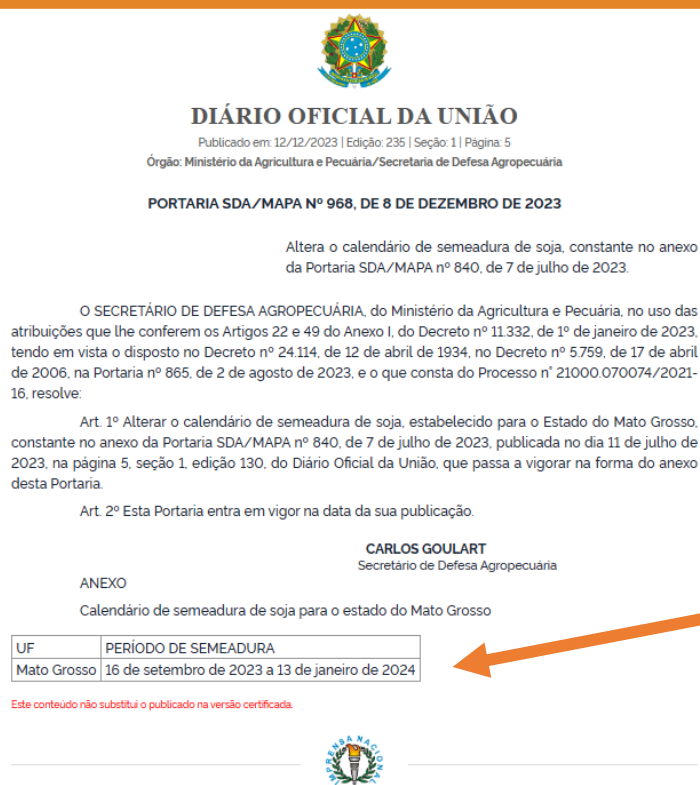 DIÁRIO OFICIAL DA UNIÃO
Publicado em: 12/12/2023 | Edição: 235 | Seção: 1 | Página: 5
Órgão: Ministério da Agricultura e Pecuária/Secretaria de Defesa Agropecuária
PORTARIA SDA/MAPA Nº 968, DE 8 DE DEZEMBRO DE 2023
Altera o calendário de semeadura de soja, constante no anexo
da Portaria SDA/MAPA nº 840, de 7 de julho de 2023.
O SECRETÁRIO DE DEFESA AGROPECUÁRIA, do Ministério da Agricultura e Pecuária, no uso das
atribuições que lhe conferem os Artigos 22 e 49 do Anexo I, do Decreto nº 11.332, de 1º de janeiro de 2023,
tendo em vista o disposto no Decreto nº 24.114, de 12 de abril de 1934, no Decreto nº 5.759, de 17 de abril
de 2006, na Portaria nº 865, de 2 de agosto de 2023, e o que consta do Processo n° 21000.070074/2021-
16, resolve:
Art. 1º Alterar o calendário de semeadura de soja, estabelecido para o Estado do Mato Grosso,
constante no anexo da Portaria SDA/MAPA nº 840, de 7 de julho de 2023, publicada no dia 11 de julho de
2023, na página 5, seção 1, edição 130, do Diário Oficial da União, que passa a vigorar na forma do anexo
desta Portaria.
Art. 2º Esta Portaria entra em vigor na data da sua publicação.
CARLOS GOULART
Secretário de Defesa Agropecuária
ANEXO
Calendário de semeadura de soja para o estado do Mato Grosso
UF PERÍODO DE SEMEADURA
Mato Grosso 16 de setembro de 2023 a 13 de janeiro de 2024
Este conteúdo não substitui o publicado na versão certificada.
IMPRENSA NACIONAL